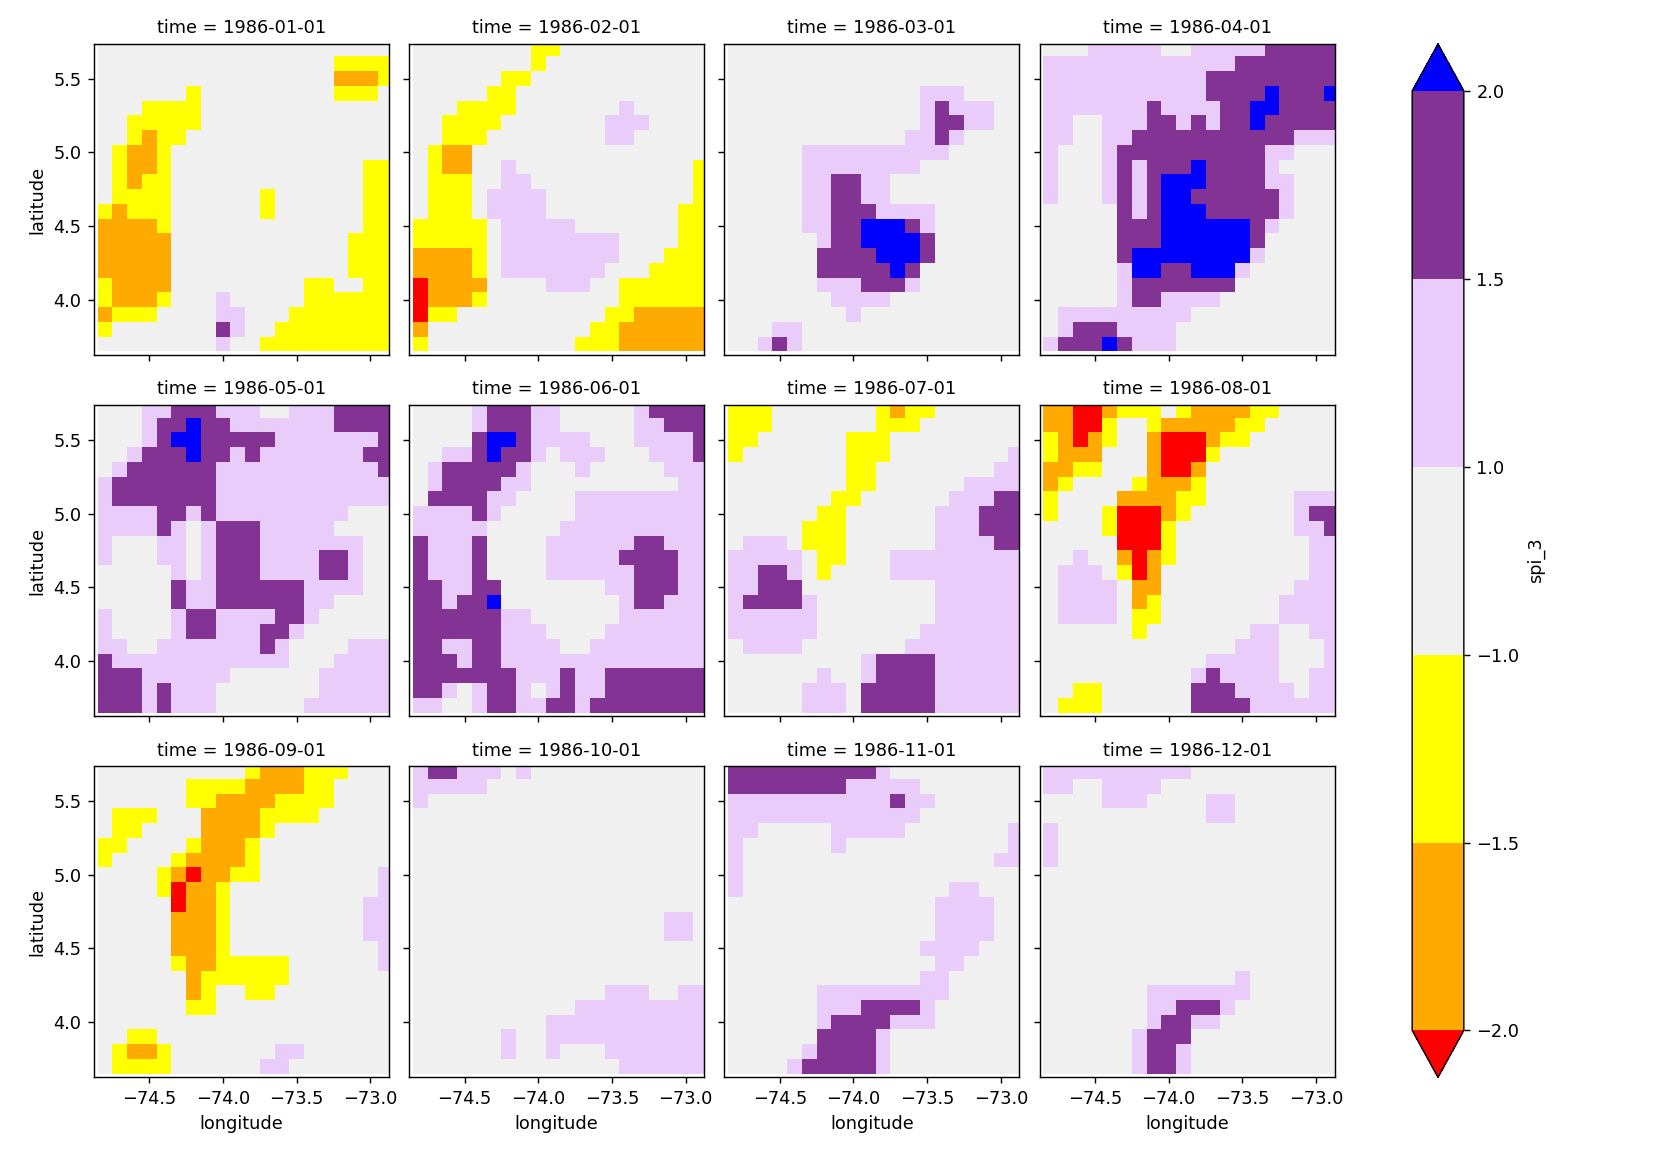 time = 1986-01-01
time = 1986-02-01
time = 1986-03-01
time = 1986-04-01
latitude
5.5
5.0
4.5
4.0
time = 1986-05-01
time = 1986-06-01
time = 1986-07-01
time = 1986-08-01
latitude
5.5
5.0
4.5
4.0
time = 1986-09-01
time = 1986-10-01
time = 1986-11-01
time = 1986-12-01
latitude
5.5
5.0
4.5
4.0
−74.5 −74.0 −73.5 −73.0
−74.5 −74.0 −73.5 −73.0
−74.5 −74.0 −73.5 −73.0
−74.5 −74.0 −73.5 −73.0
longitude
longitude
longitude
longitude
2.0
1.5
1.0
−1.0
−1.5
−2.0
spi_3